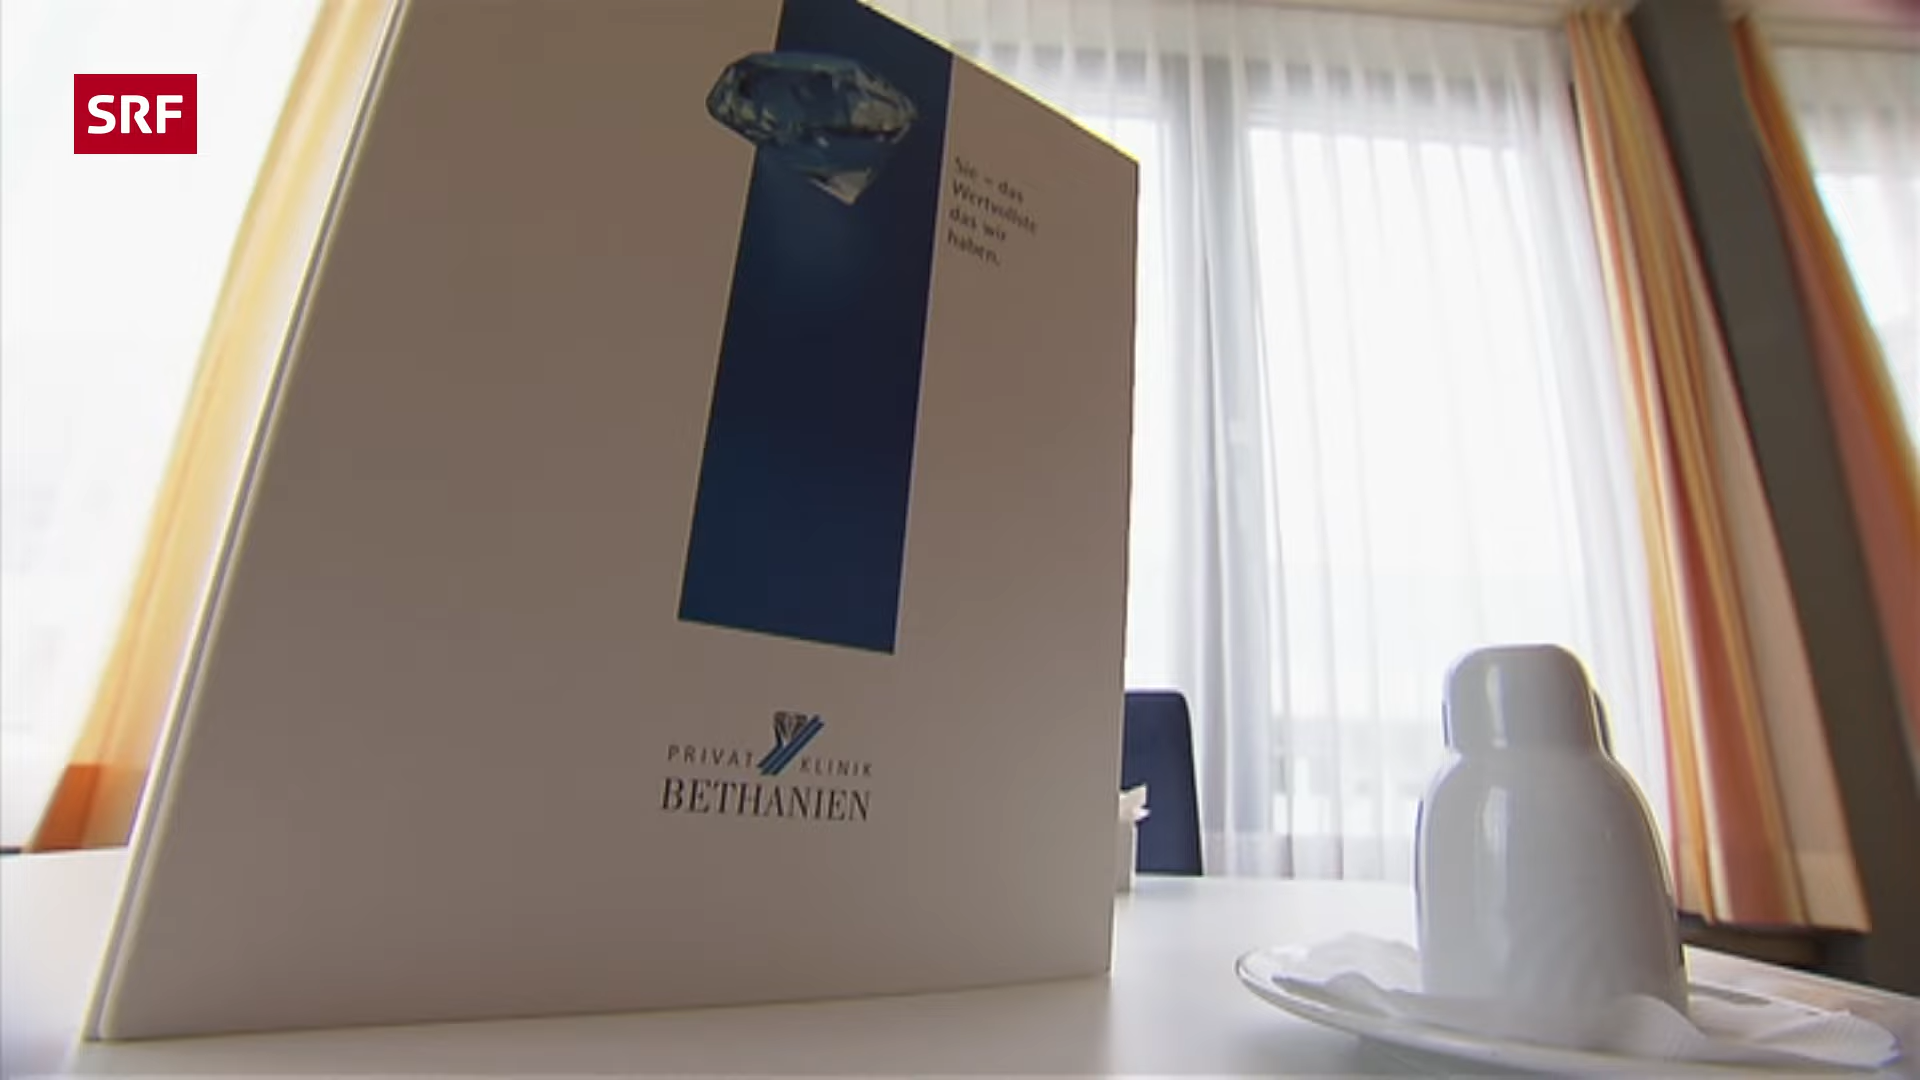 SRF
Sie – das
Wertvollste
das wir
haben.
PRIVAT KLINIK
BETHANIEN